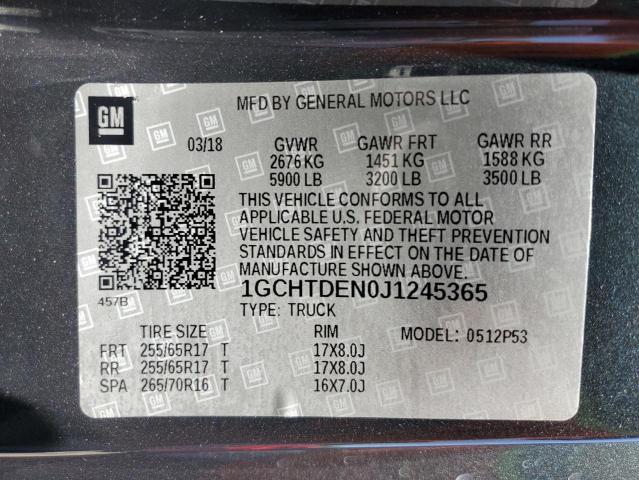 GM MFD BY GENERAL MOTORS LLC
03/18 GVWR GAWR FRT GAWR RR
2676 KG 1451 KG 1588 KG
5900 LB 3200 LB 3500 LB
THIS VEHICLE CONFORMS TO ALL
APPLICABLE U.S. FEDERAL MOTOR
VEHICLE SAFETY AND THEFT PREVENTION
STANDARDS IN EFFECT ON THE DATE OF
MANUFACTURE SHOWN ABOVE.
457B 1GCHTDEN0J1245365
TYPE: TRUCK
TIRE SIZE RIM MODEL: 0512P53
FRT 255/65R17 T 17X8.0J
RR 255/65R17 T 17X8.0J
SPA 265/70R16 T 16X7.0J